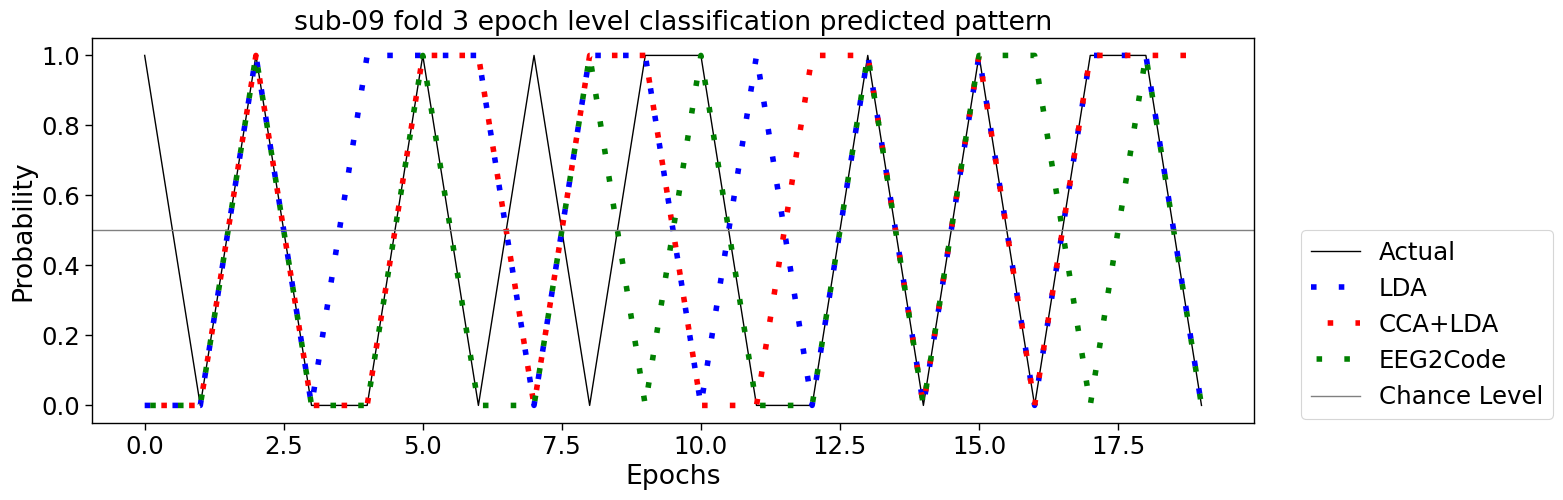 sub-09 fold 3 epoch level classification predicted pattern
Probability
1.0
0.8
0.6
0.4
0.2
0.0
0.0 2.5 5.0 7.5 10.0 12.5 15.0 17.5
Epochs
Actual
LDA
CCA+LDA
EEG2Code
Chance Level